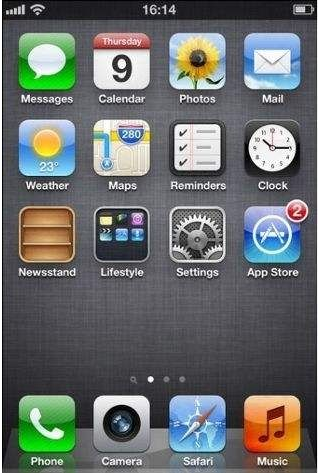 16:14
Thursday
9
280
23°
Messages Calendar Photos Mail
Weather Maps Reminders Clock
2
Newsstand Lifestyle Settings App Store
Phone Camera Safari Music